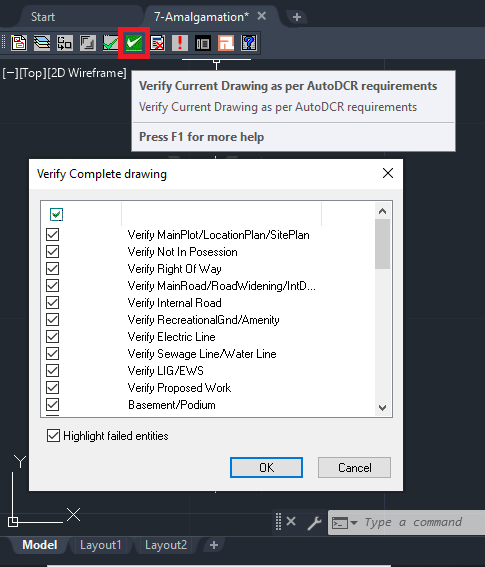 Start
7-Amalgamation*
[−][Top][2D Wireframe]
Verify Current Drawing as per AutoDCR requirements
Verify Current Drawing as per AutoDCR requirements
Press F1 for more help
Verify Complete drawing
Verify MainPlot/LocationPlan/SitePlan
Verify Not In Posession
Verify Right Of Way
Verify MainRoad/RoadWidening/IntD...
Verify Internal Road
Verify RecreationalGnd/Amenity
Verify Electric Line
Verify Sewage Line/Water Line
Verify LIG/EWS
Verify Proposed Work
Basement/Podium
Highlight failed entities
OK
Cancel
Y
X
Type a command
Model
Layout1
Layout2